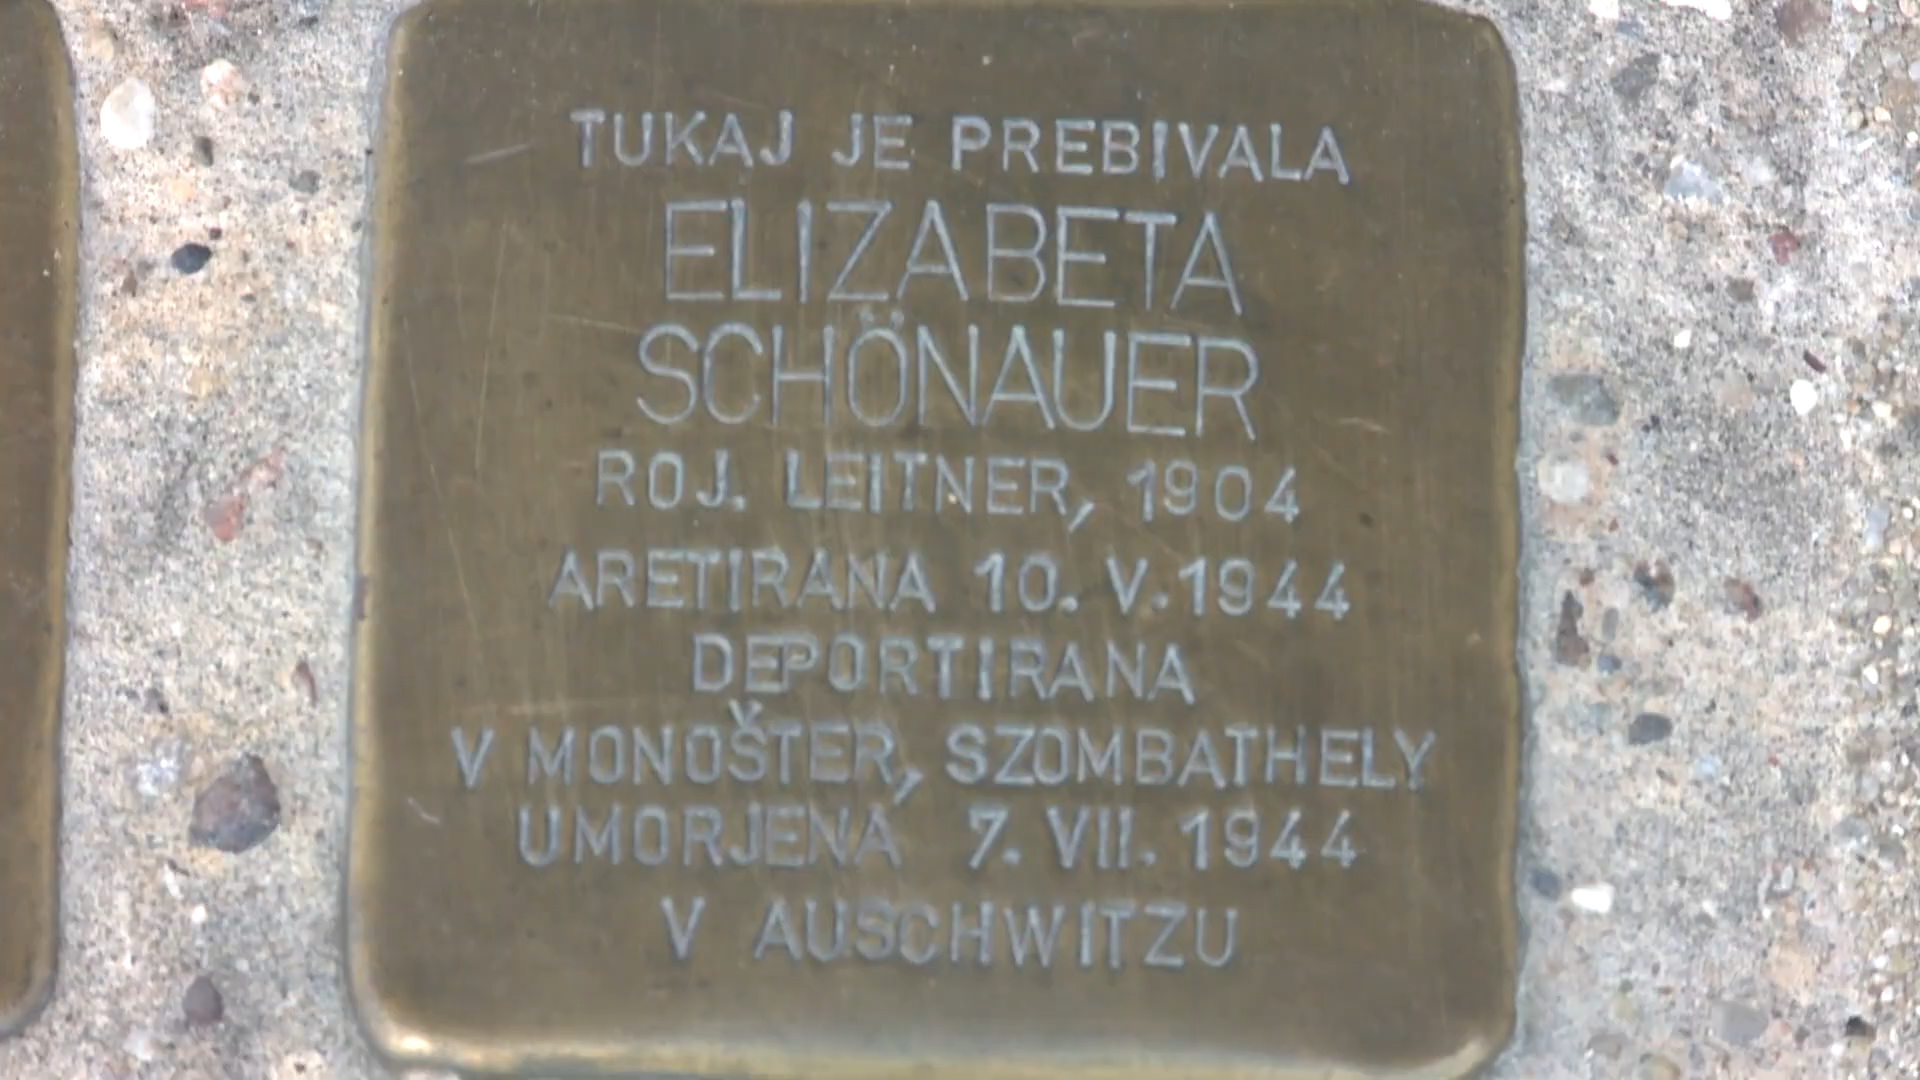 TUKAJ JE PREBIVALA
ELIZABETA
SCHÖNAUER
ROJ. LEITNER, 1904
ARETIRANA 10. V. 1944
DEPORTIRANA
V MONOŠTER, SZOMBATHELY
UMORJENA 7. VII. 1944
V AUSCHWITZU